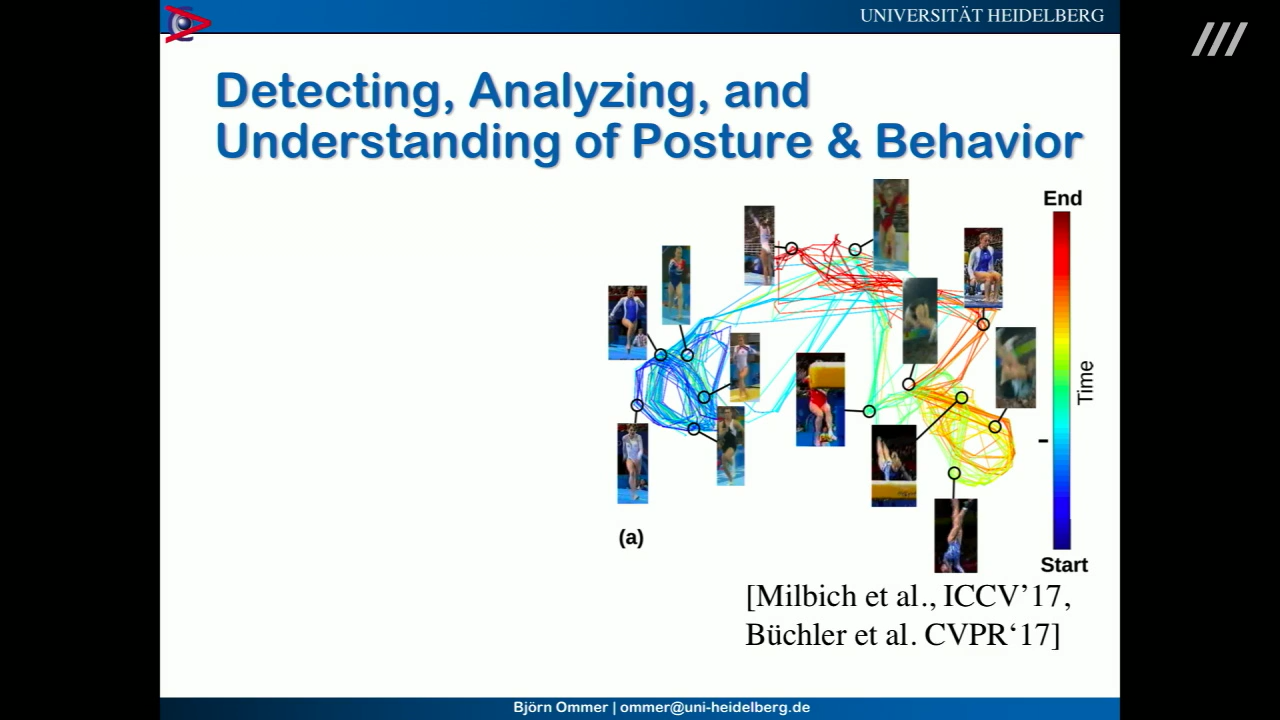 UNIVERSITÄT HEIDELBERG
Detecting, Analyzing, and
Understanding of Posture & Behavior
End
Time
Start
(a)
[Milbich et al., ICCV’17,
Büchler et al. CVPR‘17]
Björn Ommer | ommer@uni-heidelberg.de